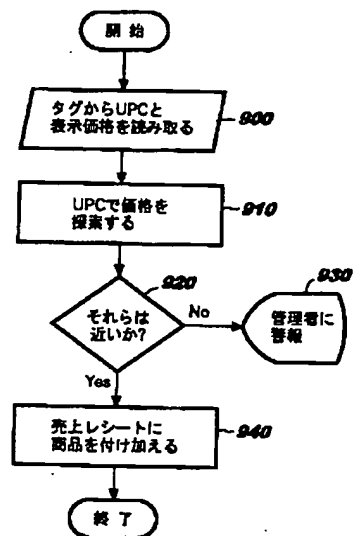 開始
タグからUPCと
表示価格を読み取る
900
UPCで価格を
探索する
910
920
それらは
近いか?
No
930
管理者に
警報
Yes
売上レシートに
商品を付け加える
940
終了